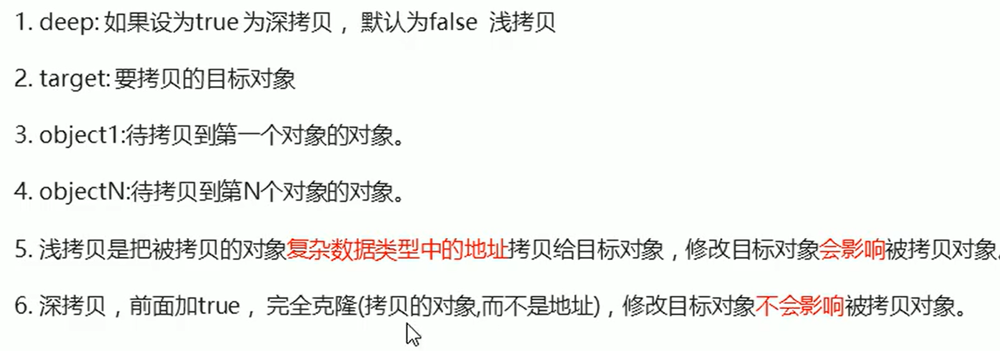 1. deep: 如果设为true 为深拷贝， 默认为false  浅拷贝
2. target: 要拷贝的目标对象
3. object1:待拷贝到第一个对象的对象。
4. objectN:待拷贝到第N个对象的对象。
5. 浅拷贝是把被拷贝的对象复杂数据类型中的地址拷贝给目标对象，修改目标对象会影响被拷贝对象。
6. 深拷贝，前面加true， 完全克隆(拷贝的对象,而不是地址)，修改目标对象不会影响被拷贝对象。